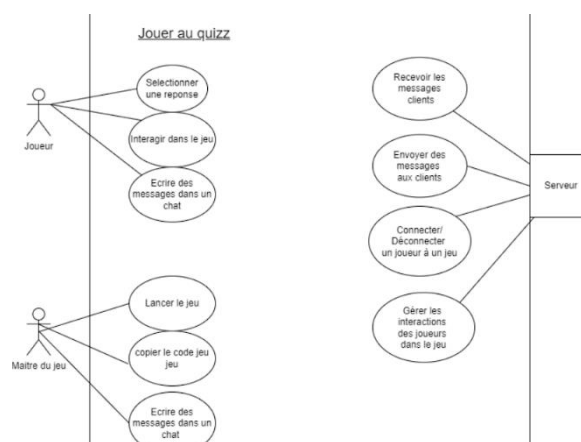 Jouer au quizz
Selectionner
une reponse
Joueur
Interagir dans le jeu
Ecrire des
messages dans un
chat
Lancer le jeu
Maitre du jeu
copier le code jeu
jeu
Ecrire des
messages dans un
chat
Recevoir les
messages
clients
Envoyer des
messages
aux clients
Serveur
Connecter/
Déconnecter
un joueur à un jeu
Gérer les
interactions
des joueurs
dans le jeu